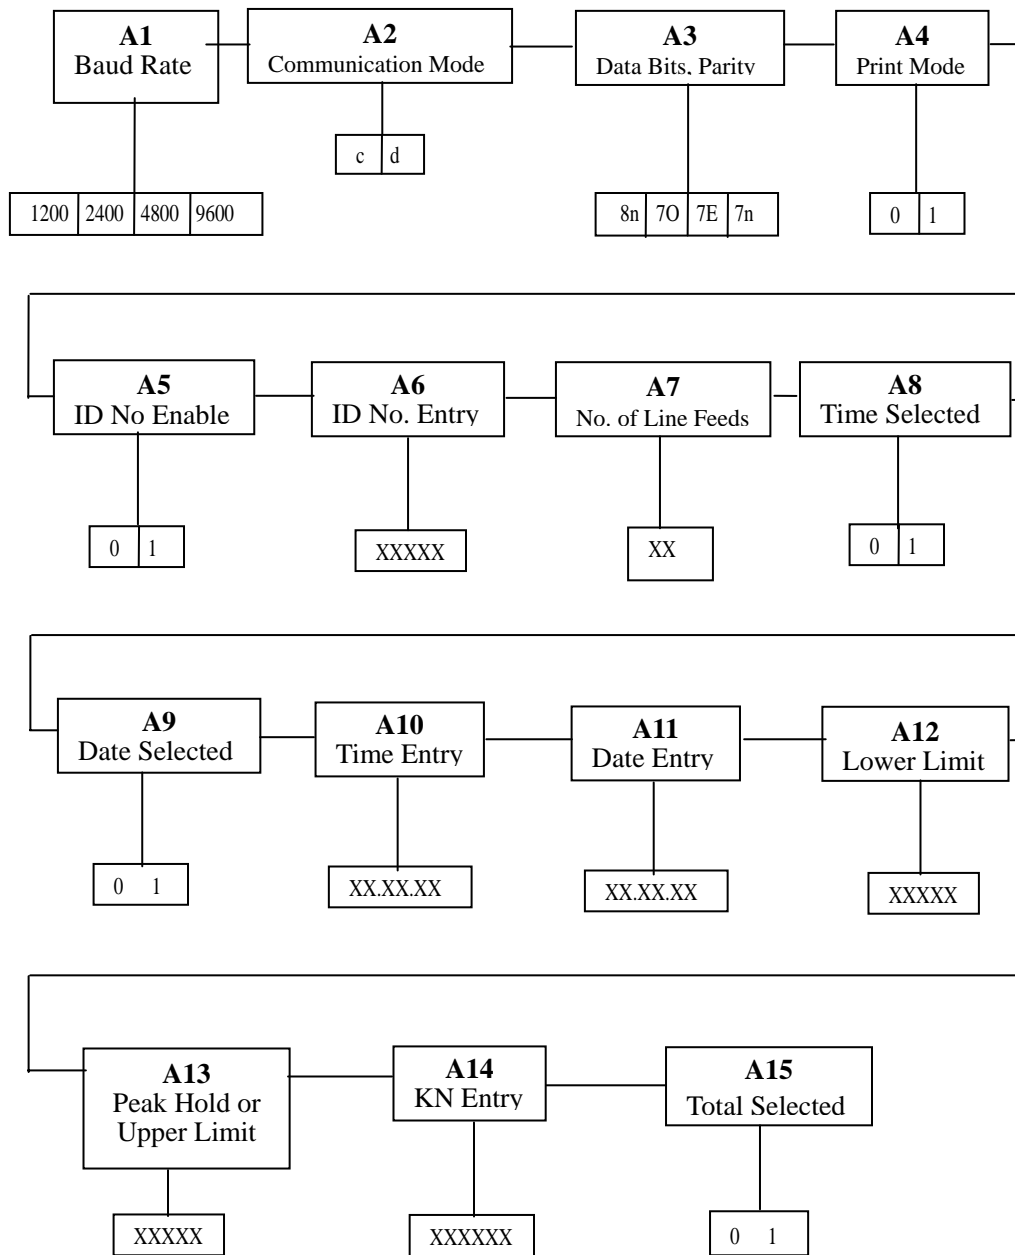 A1
Baud Rate
A2
Communication Mode
A3
Data Bits, Parity
A4
Print Mode
c d
1200 2400 4800 9600
8n 7O 7E 7n
0 1
A5
ID No Enable
A6
ID No. Entry
A7
No. of Line Feeds
A8
Time Selected
0 1
XXXXX
XX
0 1
A9
Date Selected
A10
Time Entry
A11
Date Entry
A12
Lower Limit
0 1
XX.XX.XX
XX.XX.XX
XXXXX
A13
Peak Hold or
Upper Limit
A14
KN Entry
A15
Total Selected
XXXXX
XXXXXX
0 1